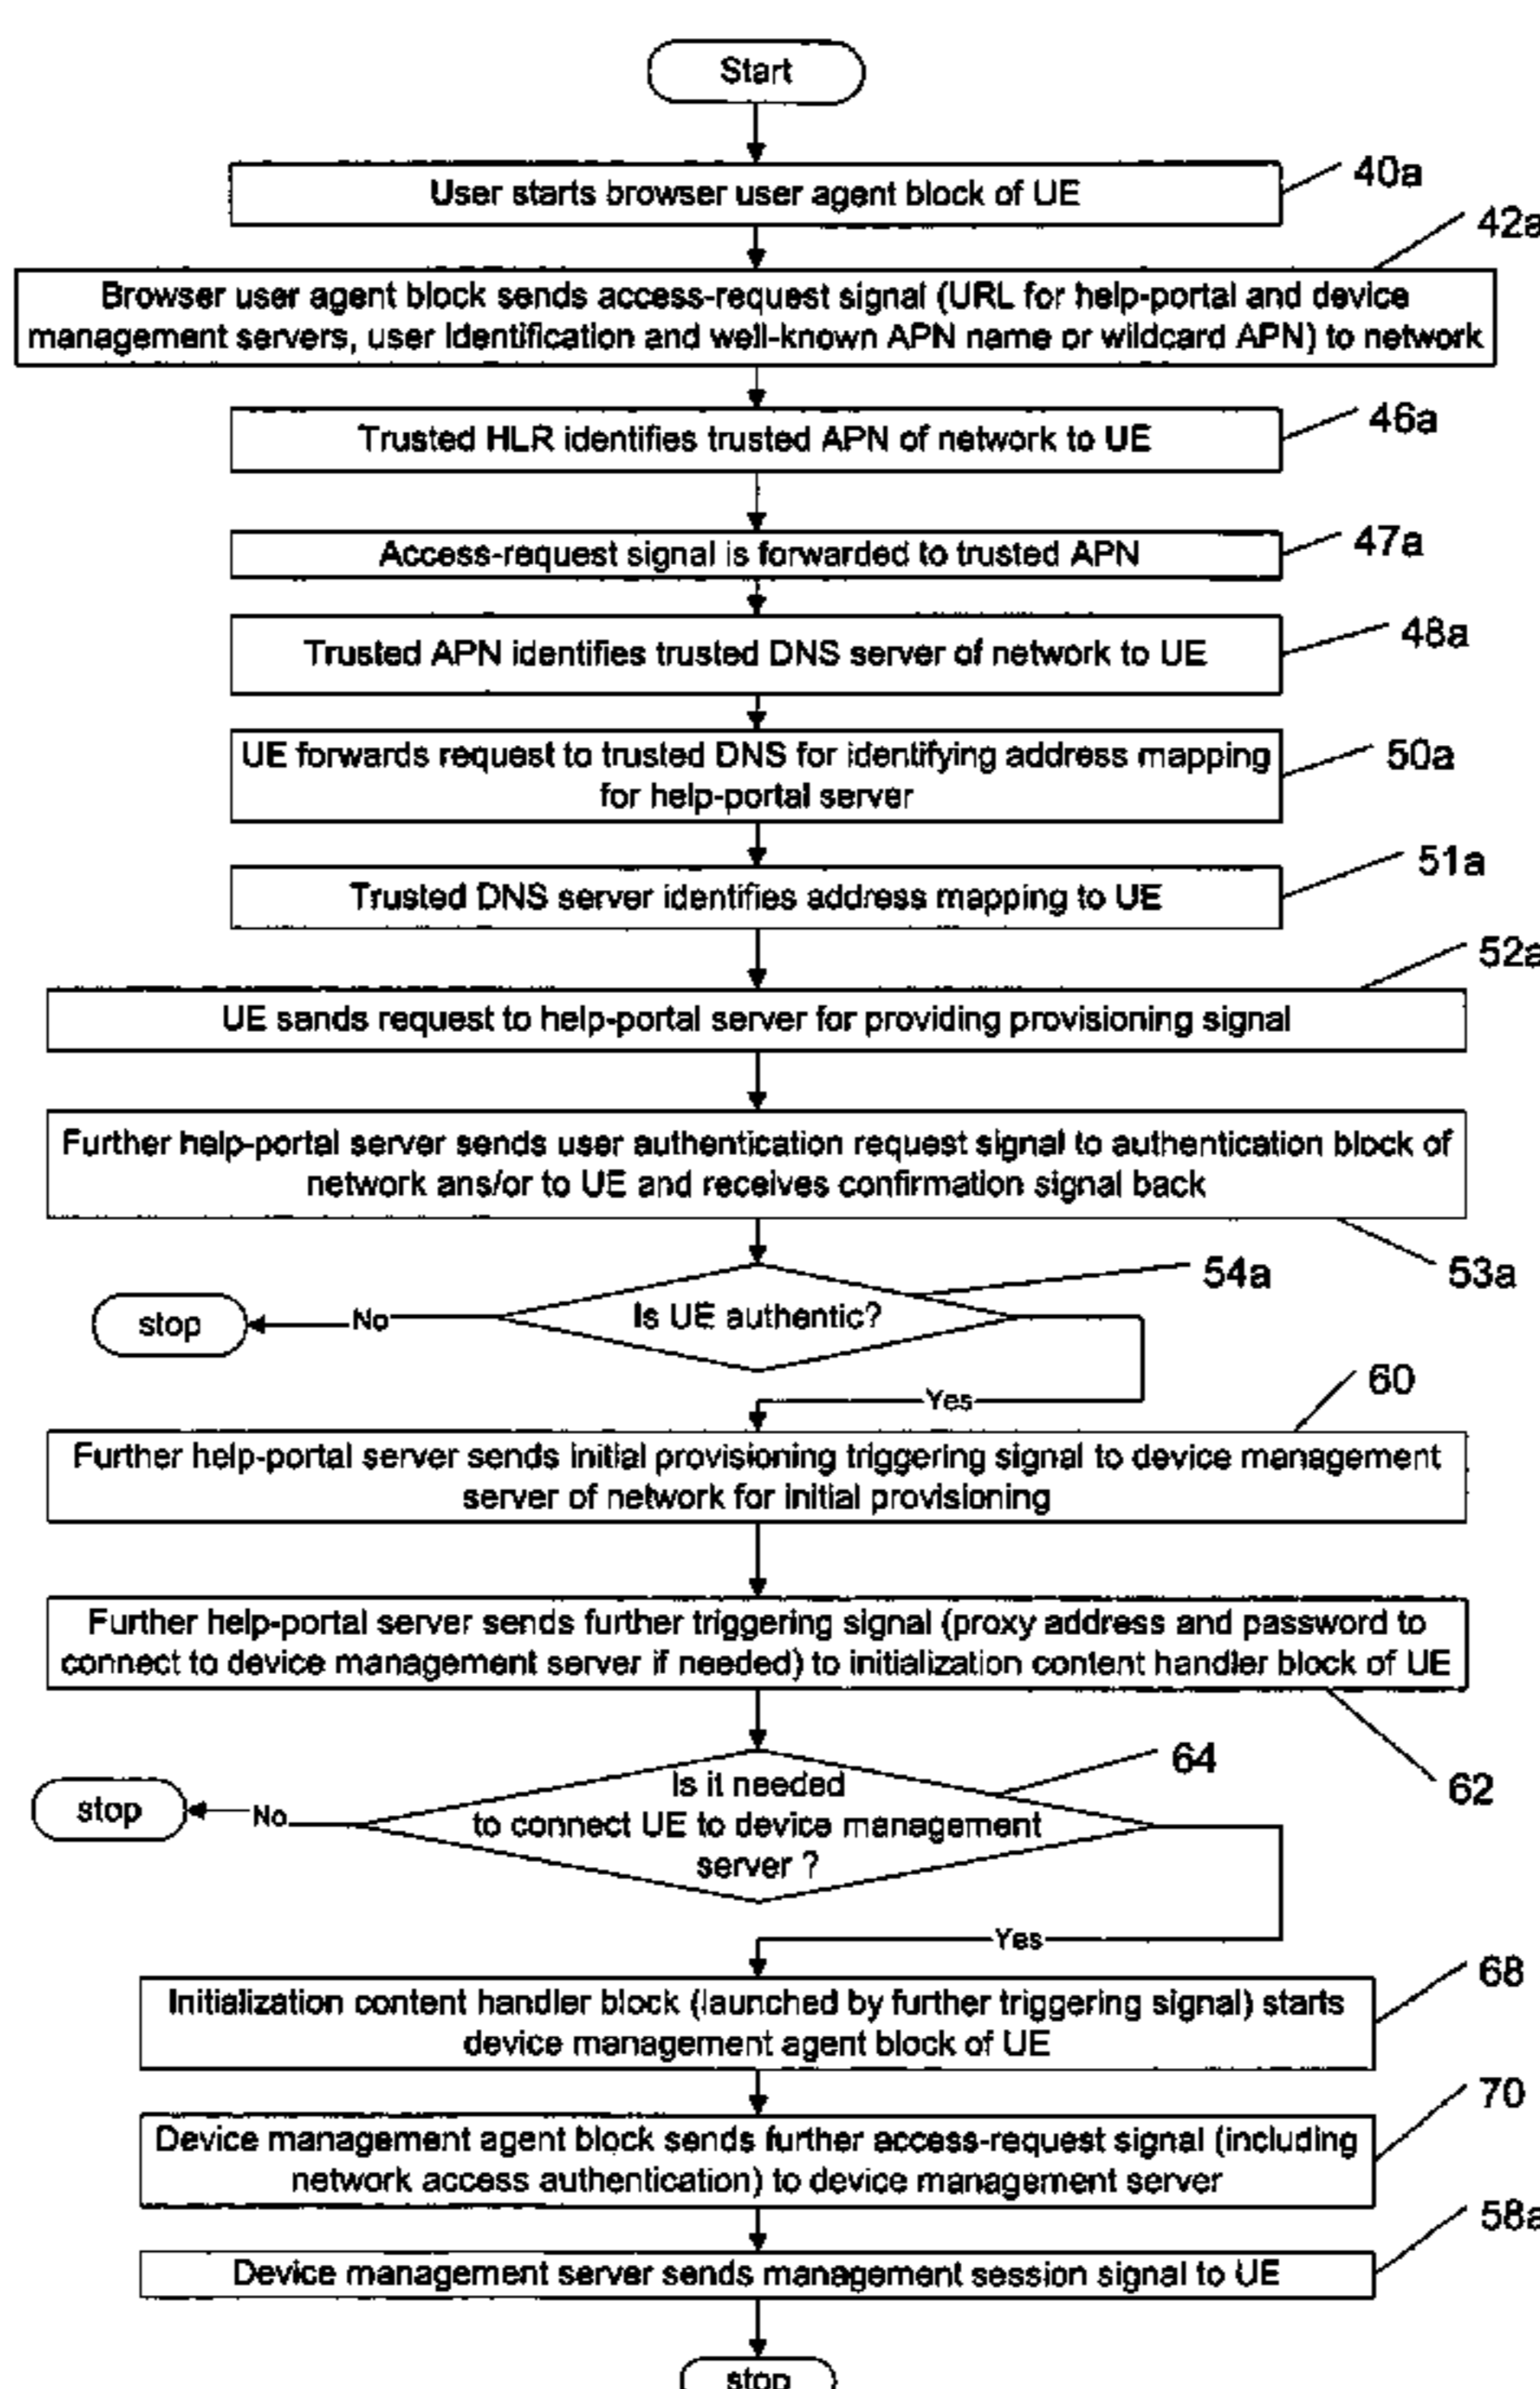 Start
User starts browser user agent block of UE
40a
42a
Browser user agent block sends access-request signal (URL for help-portal and device
management servers, user identification and well-known APN name or wildcard APN) to network
Trusted HLR identifies trusted APN of network to UE
46a
Access-request signal is forwarded to trusted APN
47a
Trusted APN identifies trusted DNS server of network to UE
48a
UE forwards request to trusted DNS for identifying address mapping
for help-portal server
50a
Trusted DNS server identifies address mapping to UE
51a
52a
UE sands request to help-portal server for providing provisioning signal
Further help-portal server sends user authentication request signal to authentication block of
network ans/or to UE and receives confirmation signal back
53a
54a
Is UE authentic?
No
stop
Yes
60
Further help-portal server sends initial provisioning triggering signal to device management
server of network for initial provisioning
Further help-portal server sends further triggering signal (proxy address and password to
connect to device management server if needed) to initialization content handler block of UE
62
64
Is it needed
to connect UE to device management
server ?
No
stop
Yes
68
Initialization content handler block (launched by further triggering signal) starts
device management agent block of UE
70
Device management agent block sends further access-request signal (including
network access authentication) to device management server
58a
Device management server sends management session signal to UE
stop